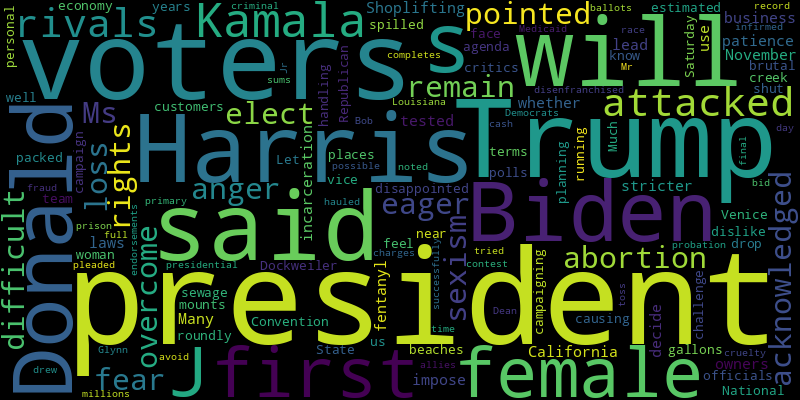 personal
economy
years
criminal
ballots
estimated
record
rivals
Kamala
Shoplifting
pointed
race
lead
business
spilled
race
agenda
Saturday
use
patience
voters
s
completes
critics
know
Mr
November
will
infirmed
Medicaid
brutal
creek
shut
handling
Republican
Jr
sums
remain
disenfranchised
attacked
well
Ms
customers
elect
Louisiana
Democrats
whether
Bob
tested
cash
Much
day
Donald
campaign
loss
rights
Harris
Let
places
possible
noted
Trump
polls
planning
running
final
packed
incarceration
terms
bid
fraud
team
anger
vice
disappointed
stricter
eager
Biden
dislike
Venice
difficult
prison
full
primary
hauled
said
sexism
acknowledged
laws
woman
overcome
endorsements
feel
near
drop
probation
pleaded
presidential
Dockweiler
charges
successfully
tried
contest
abortion
president
fentanyl
campaigning
challenge
sewage
mounts
Many
roundly
Convention
us
time
Dean
causing
toss
decide
Glynn
avoid
State
beaches
California
gallons
cruelty
drew
fear
J
first
allies
impose
female
owners
officials
National
millions